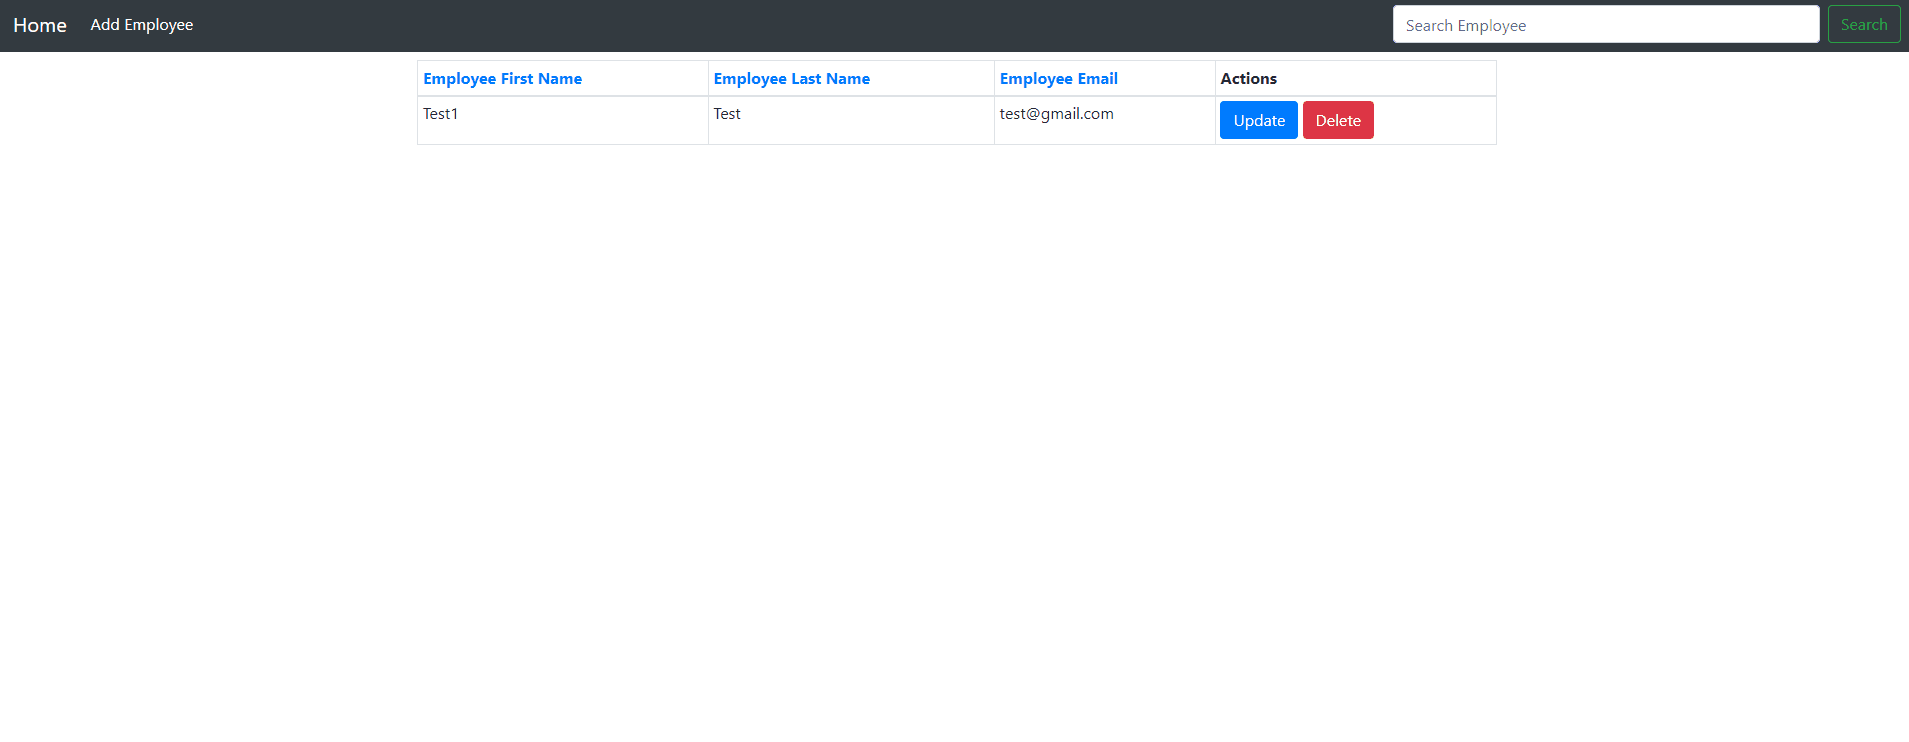 Home Add Employee Search Employee Search
Employee First Name Employee Last Name Employee Email Actions
Test1 Test test@gmail.com Update Delete